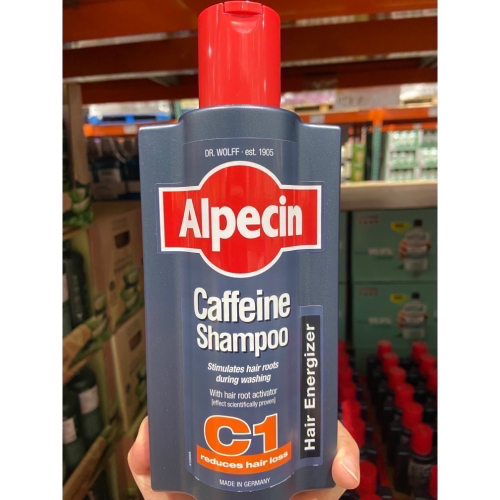 DR. WOLFF · est. 1905
Alpecin
Caffeine
Shampoo
Stimulates hair roots
during washing
With hair root activator
[effect scientifically proven]
Hair Energizer
C1
reduces hair loss
MADE IN GERMANY